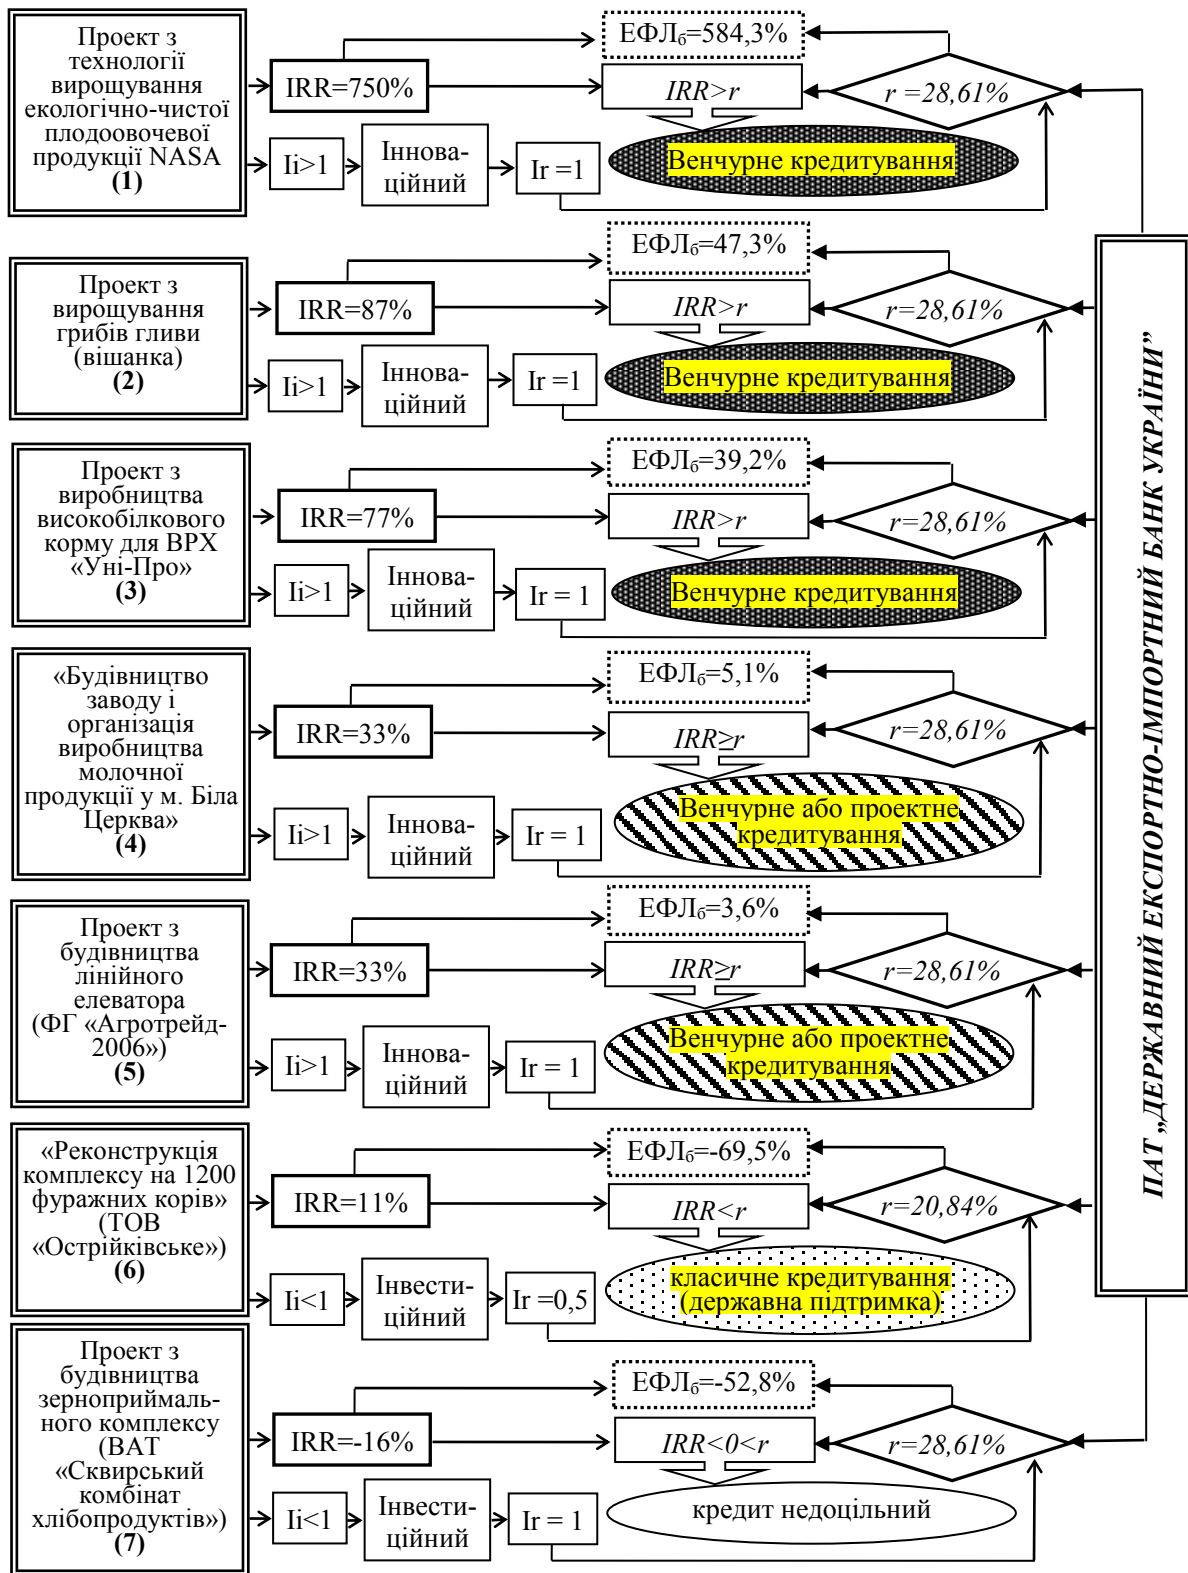 Проект з
технології
вирощування
екологічно-чистої
плодоовочевої
продукції NASA
(1)
IRR=750%
ЕФЛб=584,3%
IRR>r
r =28,61%
Ii>1
Іннова-
ційний
Ir =1
Венчурне кредитування
Проект з
вирощування
грибів гливи
(вішанка)
(2)
IRR=87%
ЕФЛб=47,3%
IRR>r
r=28,61%
Ii>1
Іннова-
ційний
Ir =1
Венчурне кредитування
Проект з
виробництва
високобілкового
корму для ВРХ
«Уні-Про»
(3)
IRR=77%
ЕФЛб=39,2%
IRR>r
r=28,61%
Ii>1
Іннова-
ційний
Ir = 1
Венчурне кредитування
«Будівництво
заводу і
організація
виробництва
молочної
продукції у м. Біла
Церква»
(4)
IRR=33%
ЕФЛб=5,1%
IRR≥r
r=28,61%
Ii>1
Іннова-
ційний
Ir = 1
Венчурне або проектне
кредитування
Проект з
будівництва
лінійного
елеватора
(ФГ «Агротрейд-
2006»)
(5)
IRR=33%
ЕФЛб=3,6%
IRR≥r
r=28,61%
Ii>1
Іннова-
ційний
Ir = 1
Венчурне або проектне
кредитування
«Реконструкція
комплексу на 1200
фуражних корів»
(ТОВ
«Острійківське»)
(6)
IRR=11%
ЕФЛб=-69,5%
IRR<r
r=20,84%
Ii<1
Інвести-
ційний
Ir =0,5
класичне кредитування
(державна підтримка)
Проект з
будівництва
зерноприймаль-
ного комплексу
(ВАТ
«Сквирський
комбінат
хлібопродуктів»)
(7)
IRR=-16%
ЕФЛб=-52,8%
IRR<0<r
r=28,61%
Ii<1
Інвести-
ційний
Ir = 1
кредит недоцільний
ПАТ „ДЕРЖАВНИЙ ЕКСПОРТНО-ІМПОРТНИЙ БАНК УКРАЇНИ”